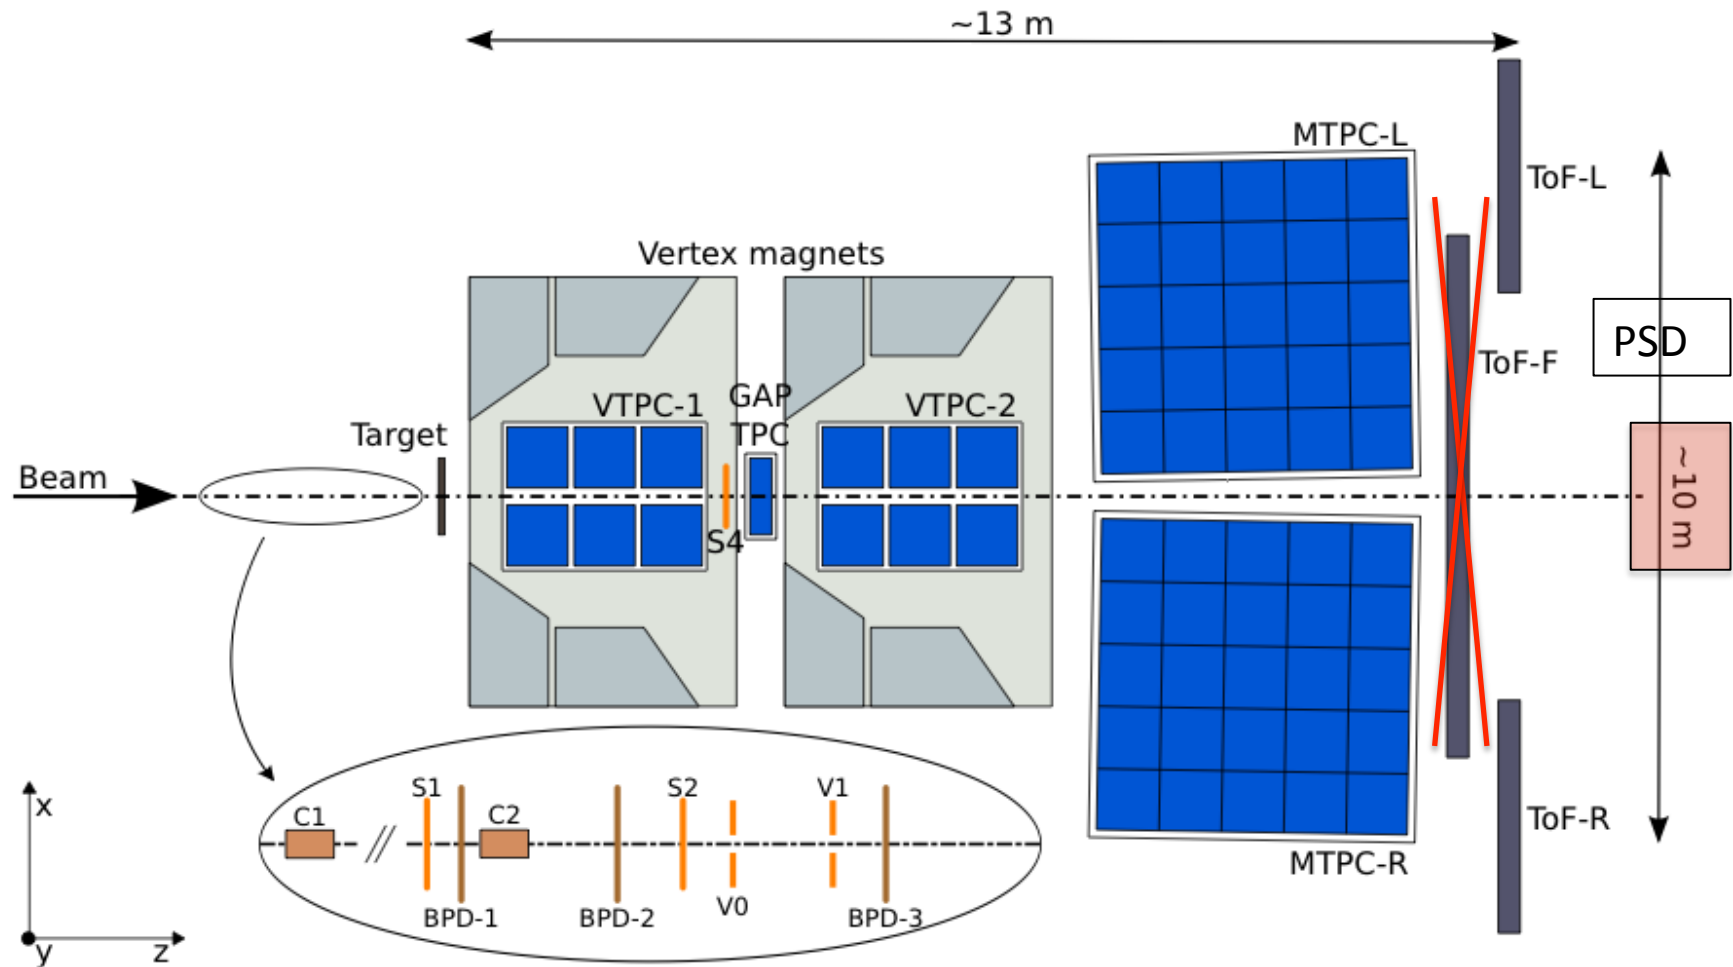 ~13 m
MTPC-L
ToF-L
Vertex magnets
PSD
ToF-F
GAP
TPC
VTPC-1
VTPC-2
Target
Beam
~10 m
S4
S1
S2
V1
C1
C2
x
ToF-R
MTPC-R
V0
BPD-1
BPD-2
BPD-3
y
z